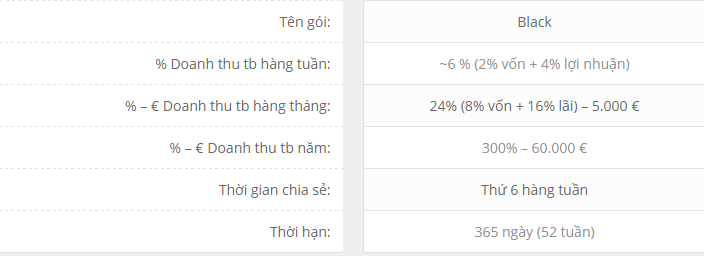 Tên gói: Black
% Doanh thu tb hàng tuần: ~6 % (2% vốn + 4% lợi nhuận)
% – € Doanh thu tb hàng tháng: 24% (8% vốn + 16% lãi) – 5.000 €
% – € Doanh thu tb năm: 300% – 60.000 €
Thời gian chia sẻ: Thứ 6 hàng tuần
Thời hạn: 365 ngày (52 tuần)